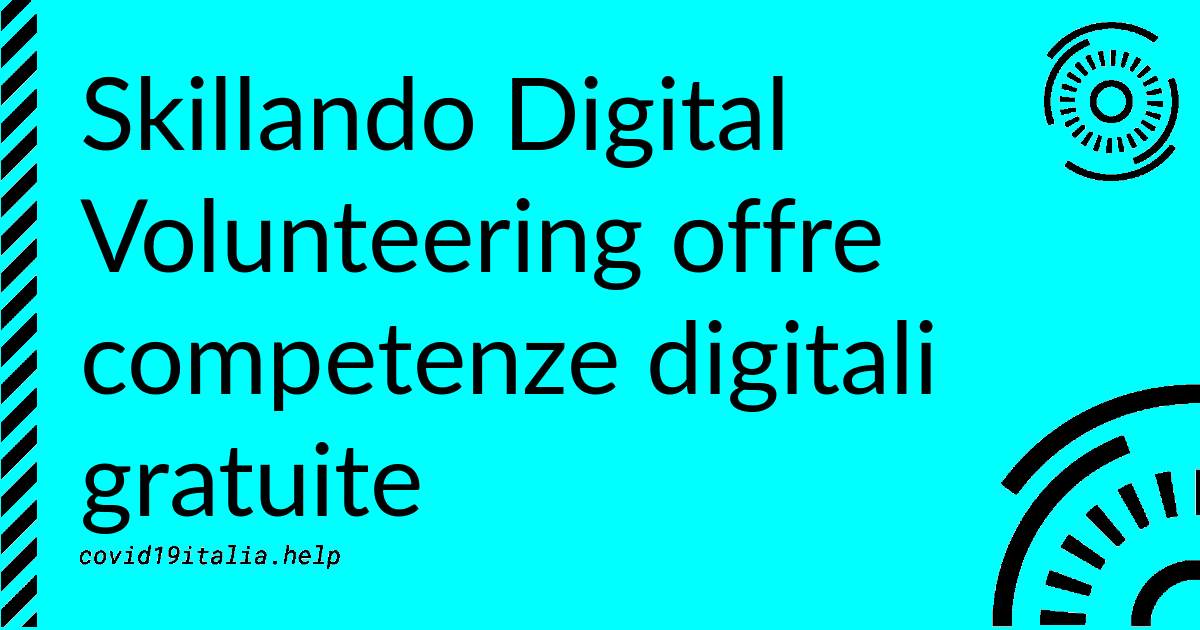 Skillando Digital
Volunteering offre
competenze digitali
gratuite
covid19italia.help